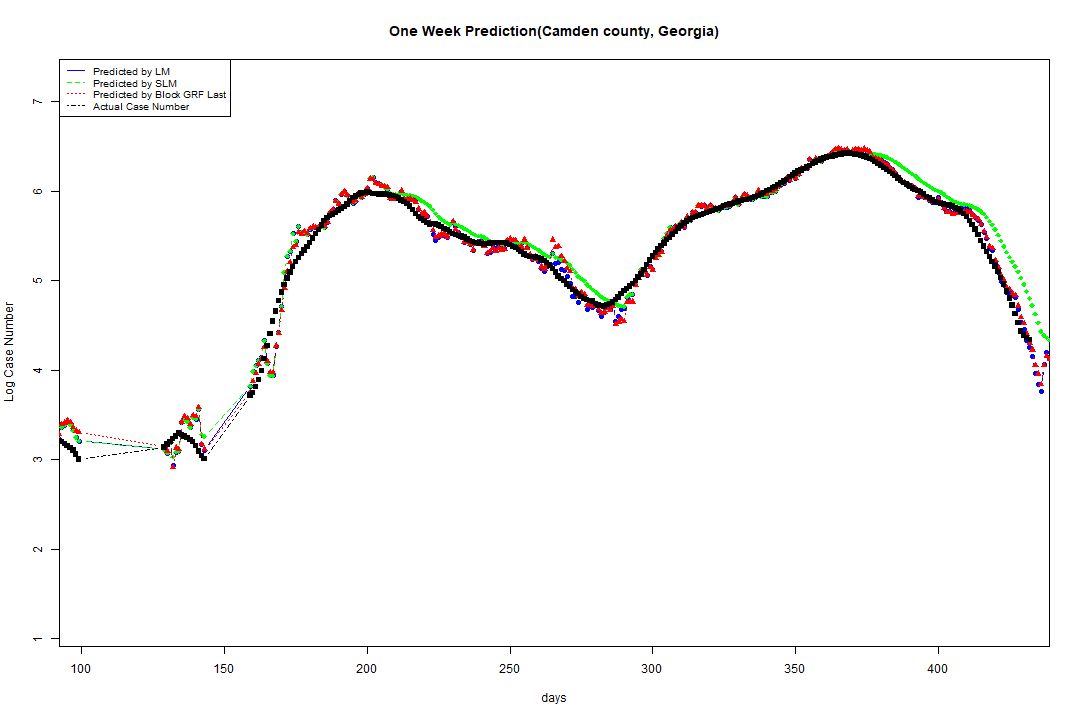 One Week Prediction(Camden county, Georgia)
Predicted by LM
Predicted by SLM
Predicted by Block GRF Last
Actual Case Number
Log Case Number
7
6
5
4
3
2
1
100 150 200 250 300 350 400
days